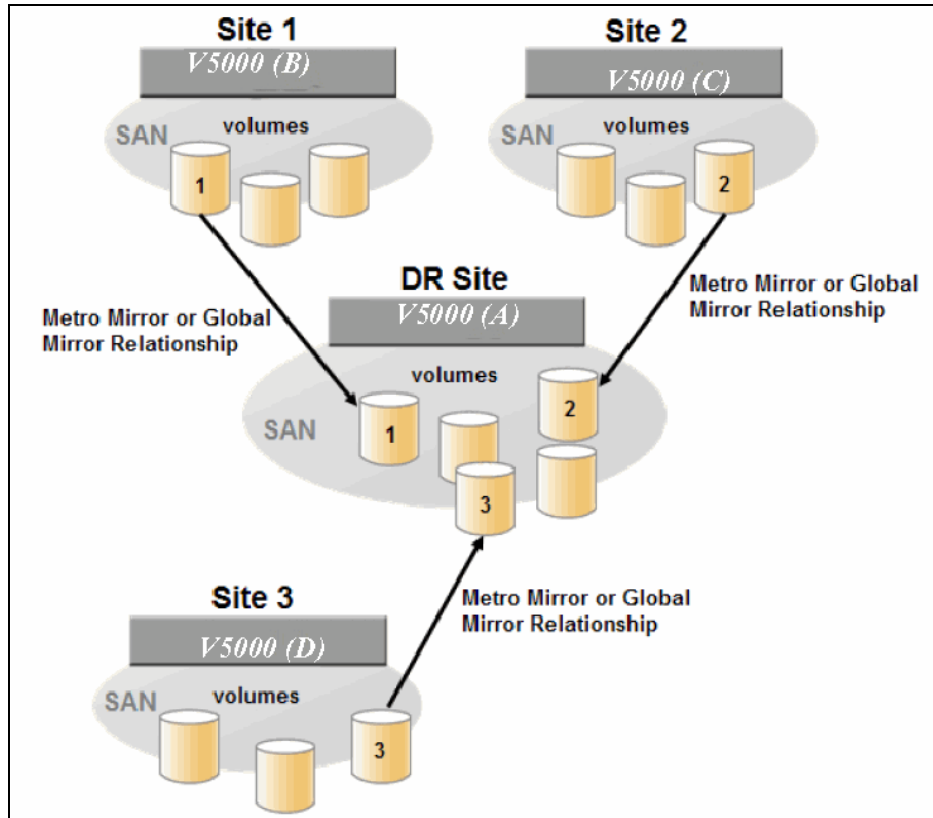 Site 1
V5000 (B)
SAN
volumes
1
Site 2
V5000 (C)
SAN
volumes
2
Metro Mirror or Global
Mirror Relationship
Metro Mirror or Global
Mirror Relationship
DR Site
V5000 (A)
volumes
SAN
1
2
3
Metro Mirror or Global
Mirror Relationship
Site 3
V5000 (D)
SAN
volumes
3